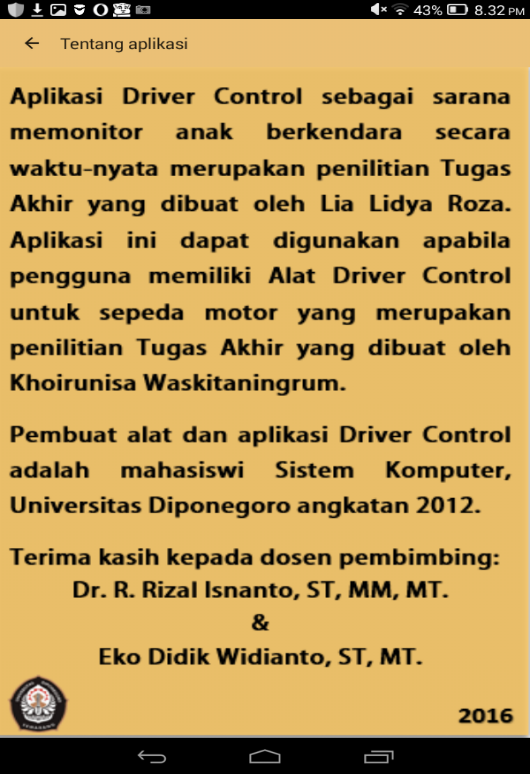 43% 8.32 PM
Tentang aplikasi
Aplikasi Driver Control sebagai sarana
memonitor anak berkendara secara
waktu-nyata merupakan penilitian Tugas
Akhir yang dibuat oleh Lia Lidya Roza.
Aplikasi ini dapat digunakan apabila
pengguna memiliki Alat Driver Control
untuk sepeda motor yang merupakan
penilitian Tugas Akhir yang dibuat oleh
Khoirunisa Waskitaningrum.
Pembuat alat dan aplikasi Driver Control
adalah mahasiswi Sistem Komputer,
Universitas Diponegoro angkatan 2012.
Terima kasih kepada dosen pembimbing:
Dr. R. Rizal Isnanto, ST, MM, MT.
&
Eko Didik Widianto, ST, MT.
2016